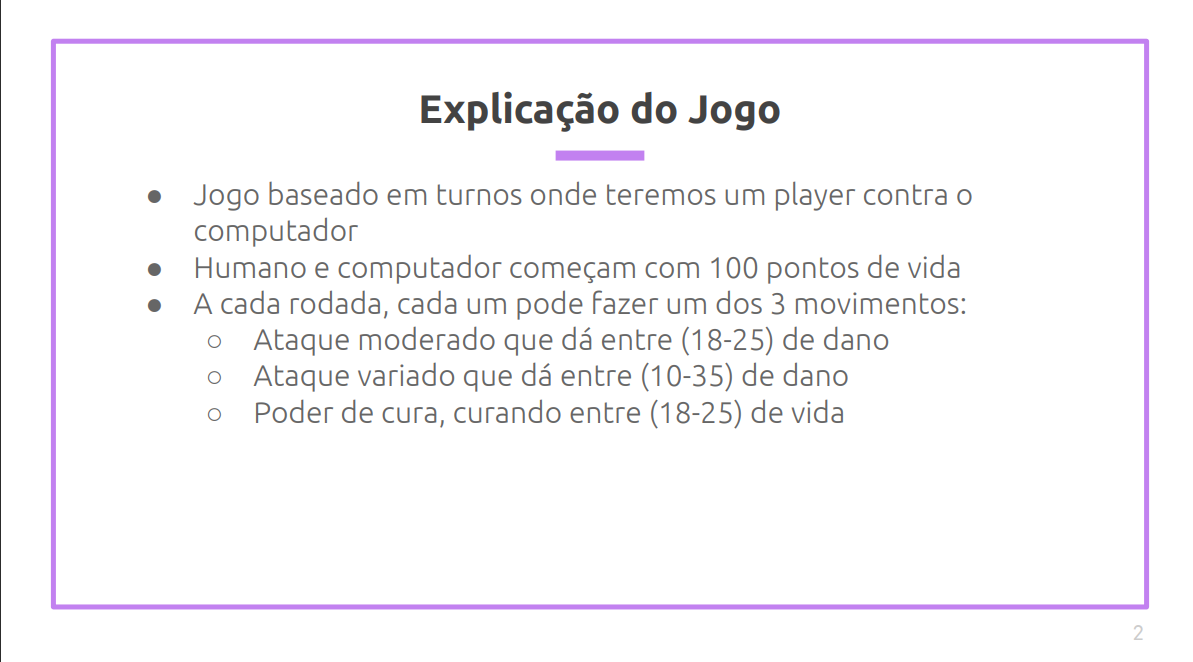 Explicação do Jogo
● Jogo baseado em turnos onde teremos um player contra o
computador
● Humano e computador começam com 100 pontos de vida
● A cada rodada, cada um pode fazer um dos 3 movimentos:
○ Ataque moderado que dá entre (18-25) de dano
○ Ataque variado que dá entre (10-35) de dano
○ Poder de cura, curando entre (18-25) de vida
2